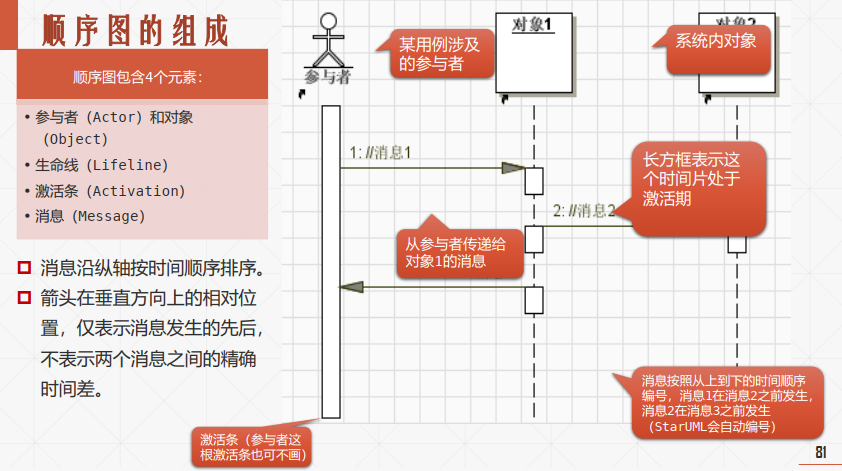 顺序图的组成
顺序图包含4个元素：
• 参与者（Actor）和对象
（Object）
• 生命线（Lifeline）
• 激活条（Activation）
• 消息（Message）
消息沿纵轴按时间顺序排序。
箭头在垂直方向上的相对位
置，仅表示消息发生的先后，
不表示两个消息之间的精确
时间差。
参与者
某用例涉及
的参与者
对象1
对象2
系统内对象
1: //消息1
长方框表示这
个时间片处于
激活期
2: //消息2
从参与者传递给
对象1的消息
消息按照从上到下的时间顺序
编号，消息1在消息2之前发生，
消息2在消息3之前发生
（StarUML会自动编号）
激活条（参与者这
根激活条也可不画）
81